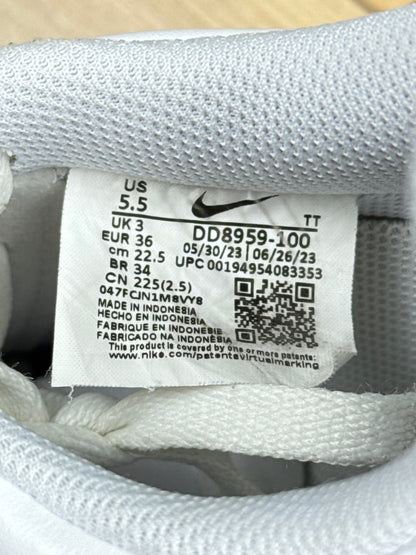 US
5.5
TT
UK 3
DD8959-100
EUR 36
05/30/23 | 06/26/23
cm 22.5
UPC 00194954083353
BR 34
CN 225(2.5)
047FCJN1M8VY8
MADE IN INDONESIA
HECHO EN INDONESIA
FABRIQUE EN INDONESIE
FABRICADO NA INDONÉSIA
This product is covered by one or more patents:
www.nike.com/patentsvirtualmarking